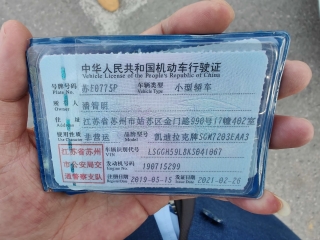 中华人民共和国机动车行驶证
Vehicle License of the People's Republic of China
号牌号码 苏E077SP 车辆类型 小型轿车
Plate No. Vehicle Type
所有人
Owner
住址 江苏省苏州市姑苏区金门路990号17幢402室
Address
使用性质 非营运 品牌型号 凯迪拉克牌SGM7203EAA3
Use Character Model
江苏省苏州
市公安局交
通警察支队
车辆识别代号
VIN
发动机号码 190715299
Engine No.
注册日期 2019-05-15 发证日期 2021-02-26
Register Date Issue Date